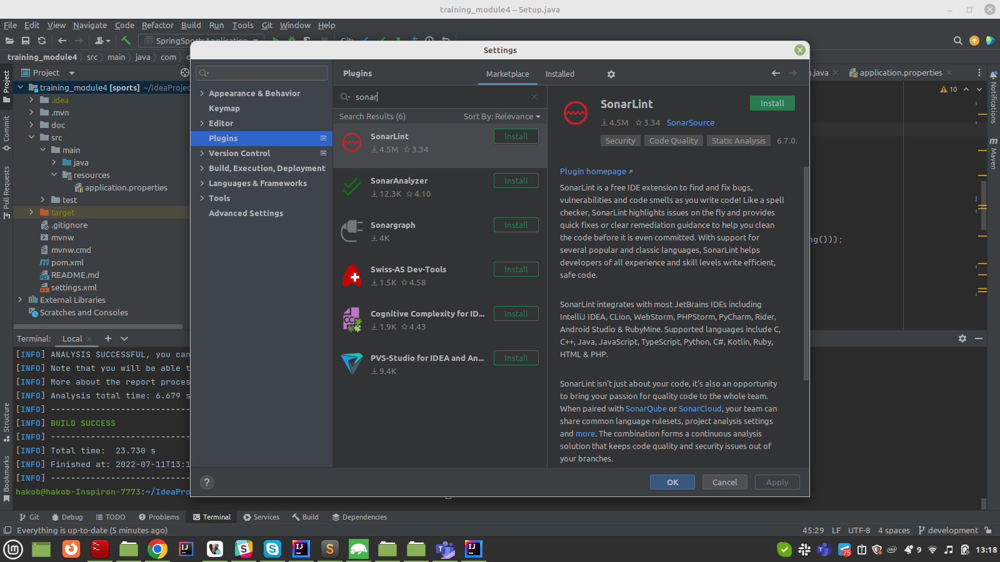 training_module4 – Setup.java
File Edit View Navigate Code Refactor Build Run Tools Git Window Help
SpringSportsApplication Git:
training_module4 src main java com
Settings
Project
training_module4 [sports] ~/IdeaProjec
.idea
.mvn
doc
src
main
java
resources
application.properties
test
target
.gitignore
mvnw
mvnw.cmd
pom.xml
README.md
settings.xml
External Libraries
Scratches and Consoles
Project
Commit
Pull Requests
Structure
Bookmarks
Appearance & Behavior
Keymap
Editor
Plugins
Version Control
Build, Execution, Deployment
Languages & Frameworks
Tools
Advanced Settings
Plugins Marketplace Installed
sonar
Search Results (6) Sort By: Relevance
SonarLint Install
4.5M 3.34
SonarAnalyzer Install
12.3K 4.10
Sonargraph Install
4K
Swiss-AS Dev-Tools Install
1.5K 4.58
Cognitive Complexity for ID... Install
1.9K 4.43
PVS-Studio for IDEA and An... Install
9.4K
SonarLint Install
4.5M 3.34 SonarSource
Security Code Quality Static Analysis 6.7.0.
Plugin homepage
SonarLint is a free IDE extension to find and fix bugs,
vulnerabilities and code smells as you write code! Like a spell
checker, SonarLint highlights issues on the fly and provides
quick fixes or clear remediation guidance to help you clean
the code before it is even committed. With support for
several popular and classic languages, SonarLint helps
developers of all experience and skill levels write efficient,
safe code.
SonarLint integrates with most JetBrains IDEs including
IntelliJ IDEA, CLion, WebStorm, PHPStorm, PyCharm, Rider,
Android Studio & RubyMine. Supported languages include C,
C++, Java, JavaScript, TypeScript, Python, C#, Kotlin, Ruby,
HTML & PHP.
SonarLint isn't just about your code, it's also an opportunity
to bring your passion for quality code to the whole team.
When paired with SonarQube or SonarCloud, your team can
share common language rulesets, project analysis settings
and more. The combination forms a continuous analysis
solution that keeps code quality and security issues out of
your branches.
? OK Cancel Apply
.java application.properties
10
ng()));
Notifications
Maven
Terminal: Local
[INFO] ANALYSIS SUCCESSFUL, you can
[INFO] Note that you will be able t
[INFO] More about the report proces
[INFO] Analysis total time: 6.679 s
[INFO] ----------------------------
[INFO] BUILD SUCCESS
[INFO] ----------------------------
[INFO] Total time:  23.730 s
[INFO] Finished at: 2022-07-11T13:1
[INFO] ----------------------------
hakob@hakob-Inspiron-7773:~/IdeaPro
Git Debug TODO Problems Terminal Services Build Dependencies
Everything is up-to-date (5 minutes ago) 45:29 LF UTF-8 4 spaces development
75 9 13:18